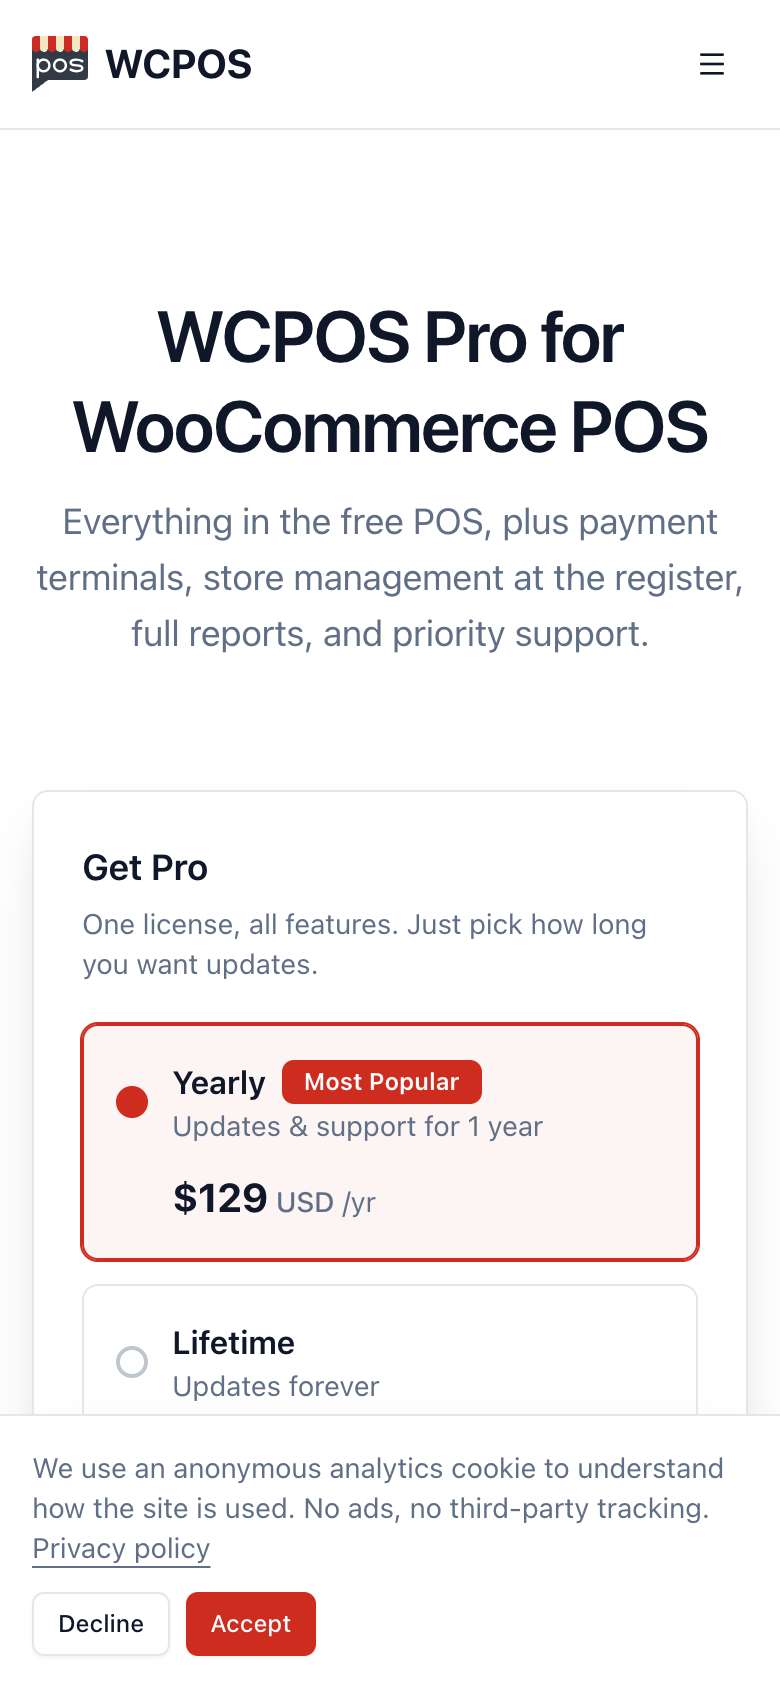 pos WCPOS
WCPOS Pro for
WooCommerce POS
Everything in the free POS, plus payment
terminals, store management at the register,
full reports, and priority support.
Get Pro
One license, all features. Just pick how long
you want updates.
Yearly Most Popular
Updates & support for 1 year
$129 USD /yr
Lifetime
Updates forever
We use an anonymous analytics cookie to understand
how the site is used. No ads, no third-party tracking.
Privacy policy
Decline Accept